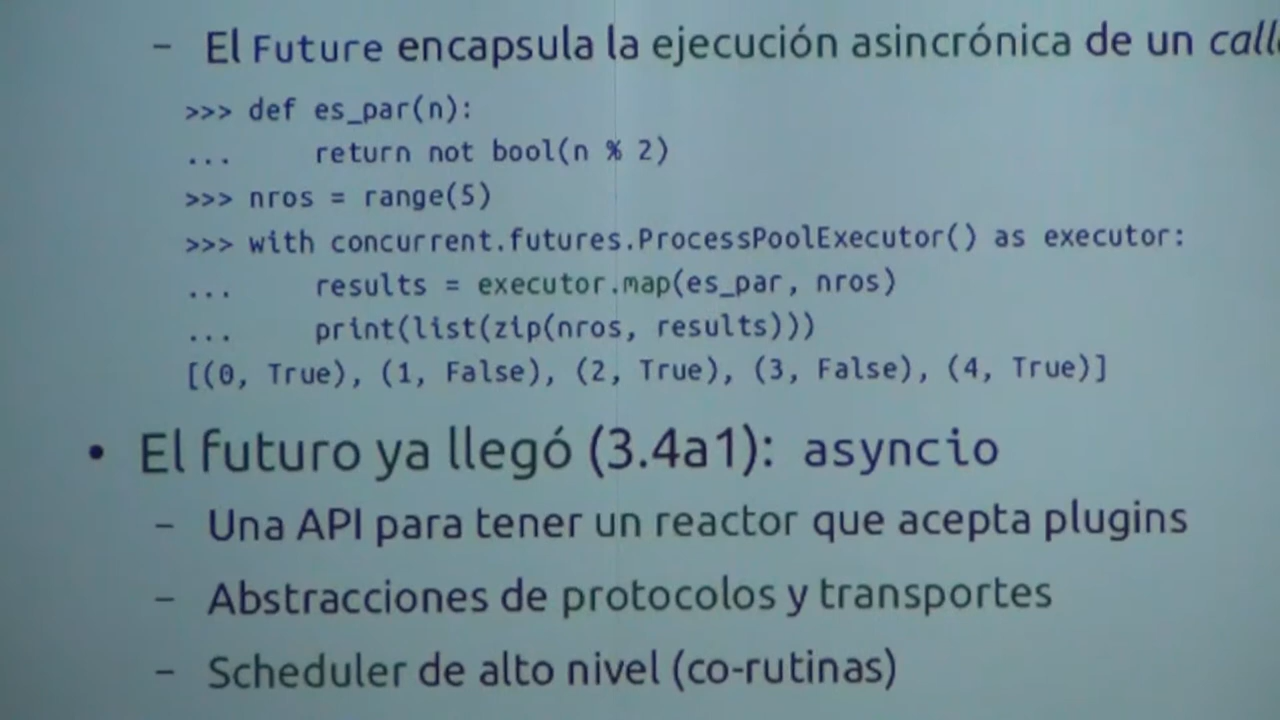 – El Future encapsula la ejecución asincrónica de un
>>> def es_par(n):
...     return not bool(n % 2)
>>> nros = range(5)
>>> with concurrent.futures.ProcessPoolExecutor() as executor:
...     results = executor.map(es_par, nros)
...     print(list(zip(nros, results)))
[(0, True), (1, False), (2, True), (3, False), (4, True)]
• El futuro ya llegó (3.4a1): asyncio
– Una API para tener un reactor que acepta plugins
– Abstracciones de protocolos y transportes
– Scheduler de alto nivel (co-rutinas)